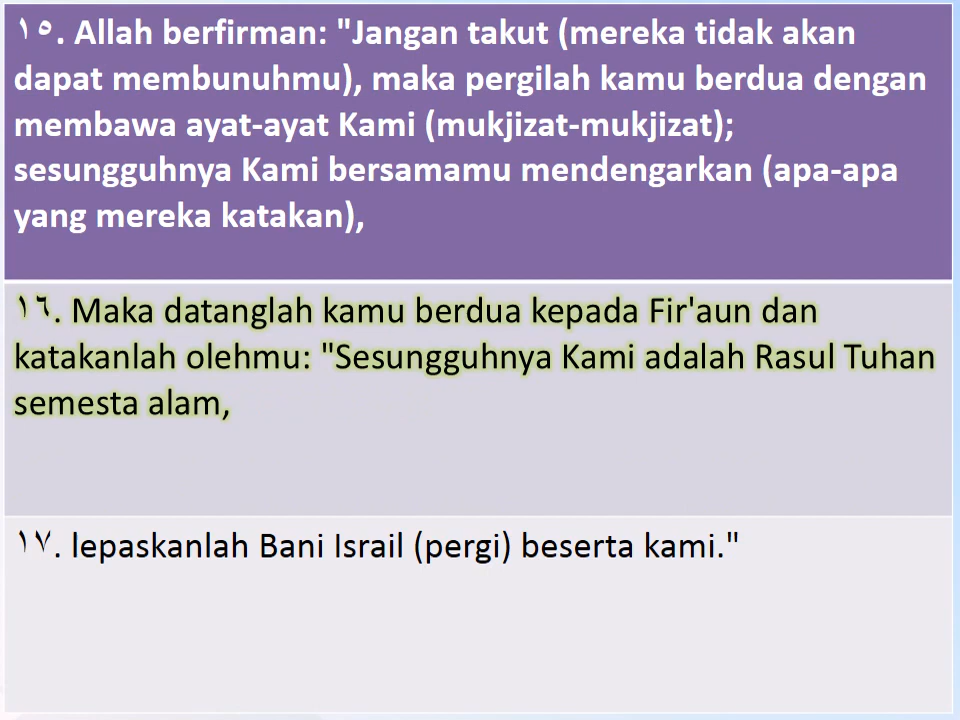 ١٥. Allah berfirman: "Jangan takut (mereka tidak akan
dapat membunuhmu), maka pergilah kamu berdua dengan
membawa ayat-ayat Kami (mukjizat-mukjizat);
sesungguhnya Kami bersamamu mendengarkan (apa-apa
yang mereka katakan),
١٦. Maka datanglah kamu berdua kepada Fir'aun dan
katakanlah olehmu: "Sesungguhnya Kami adalah Rasul Tuhan
semesta alam,
١٧. lepaskanlah Bani Israil (pergi) beserta kami."